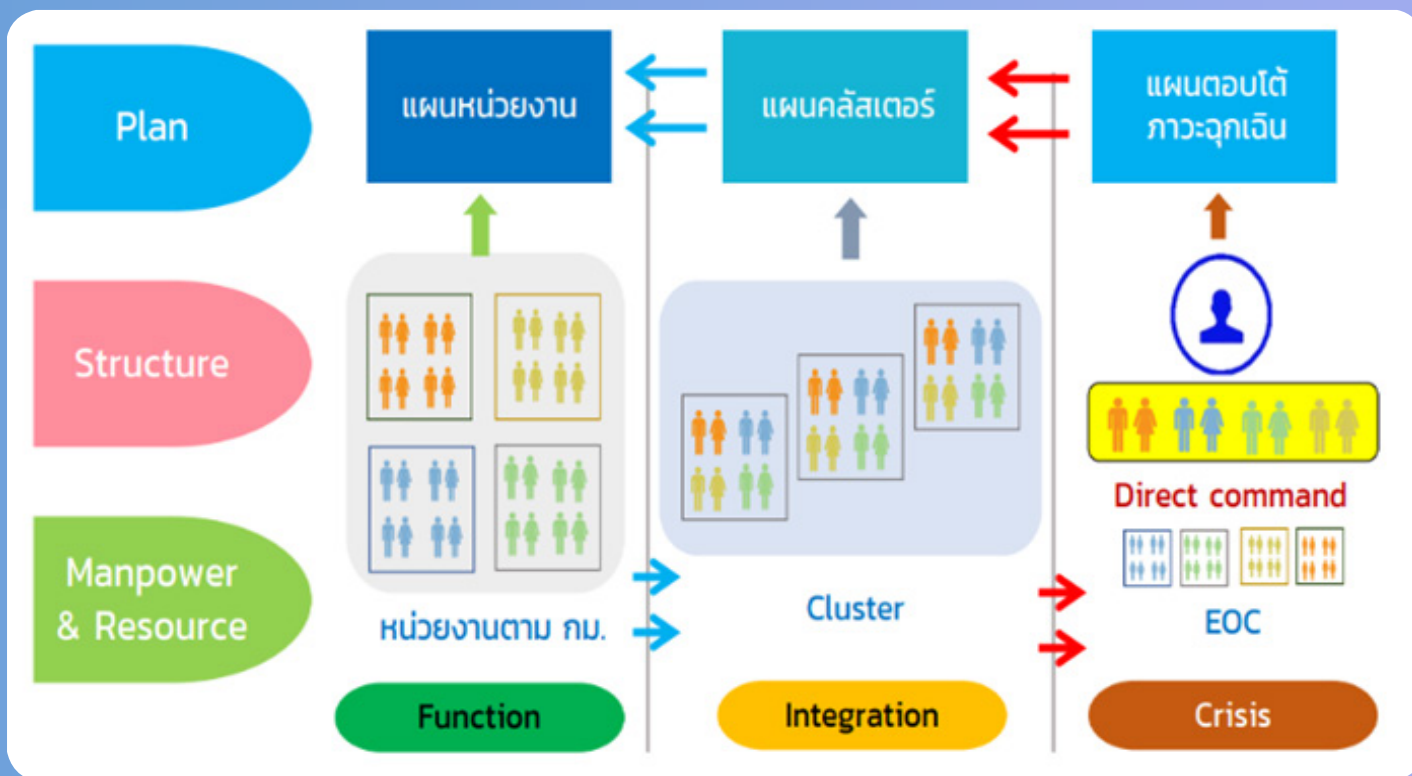 Plan
แผนหน่วยงาน
แผนคลัสเตอร์
แผนตอบโต้
ภาวะฉุกเฉิน
Structure
Direct command
Manpower
& Resource
หน่วยงานตาม กม.
Cluster
EOC
Function
Integration
Crisis